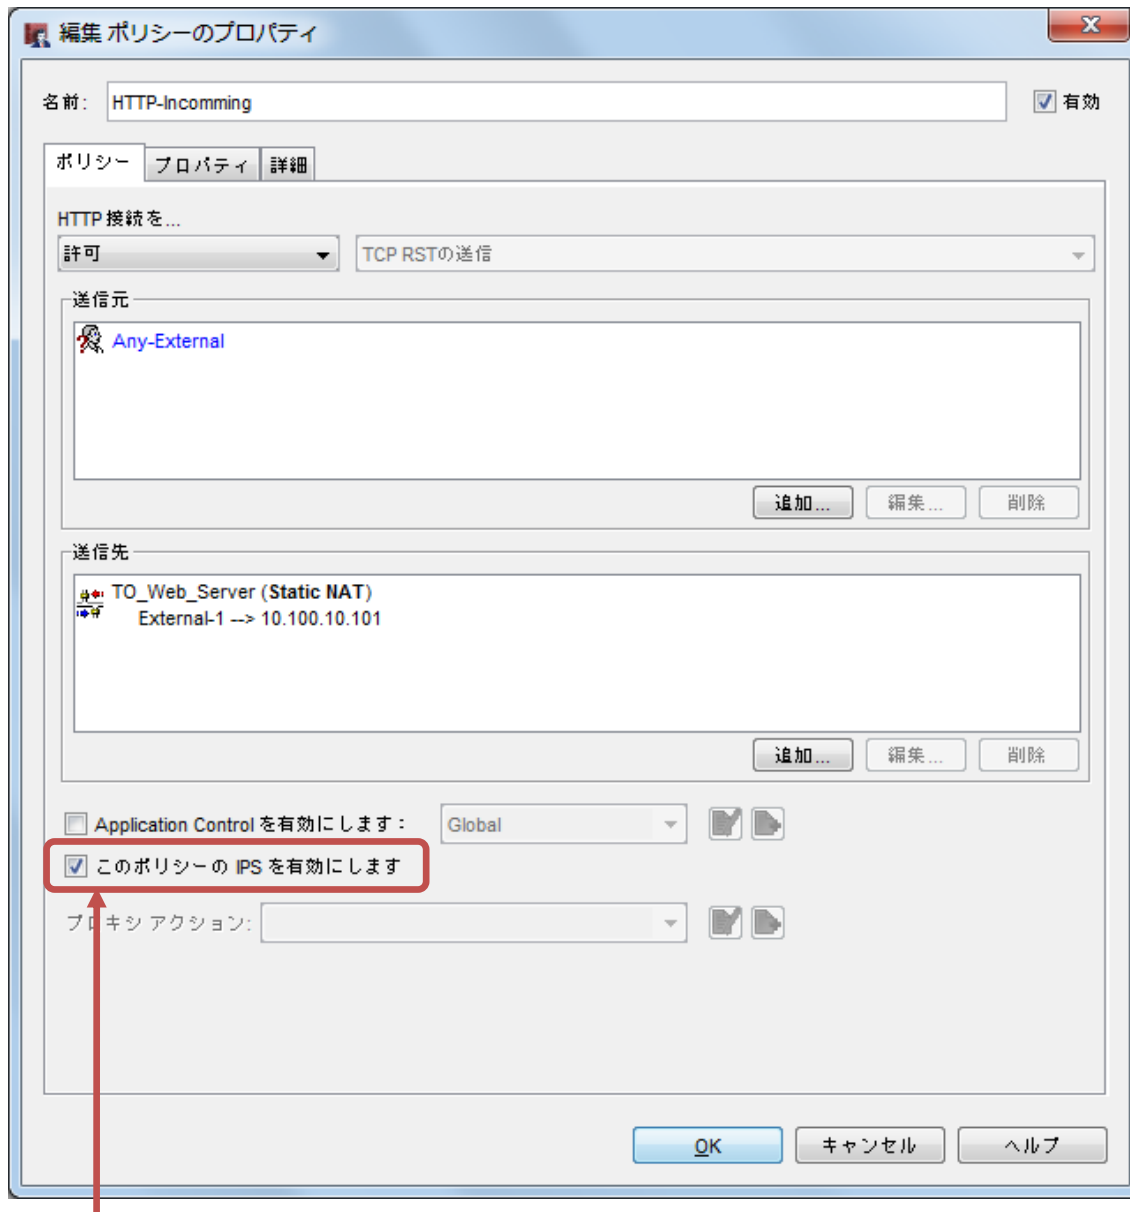 編集 ポリシーのプロパティ
名前: HTTP-Incomming 有効
ポリシー プロパティ 詳細
HTTP 接続を...
許可 TCP RSTの送信
送信元
Any-External
追加... 編集... 削除
送信先
TO_Web_Server (Static NAT)
External-1 --> 10.100.10.101
追加... 編集... 削除
Application Control を有効にします： Global
このポリシーの IPS を有効にします
プロキシ アクション:
OK キャンセル ヘルプ